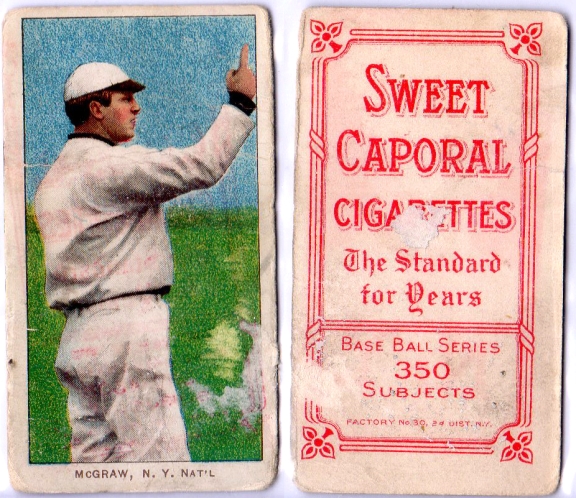 McGRAW, N. Y. NAT'L
SWEET
CAPORAL
CIGARETTES
The Standard
for Years
BASE BALL SERIES
350
SUBJECTS
FACTORY No. 30, 2d DIST. N.Y.